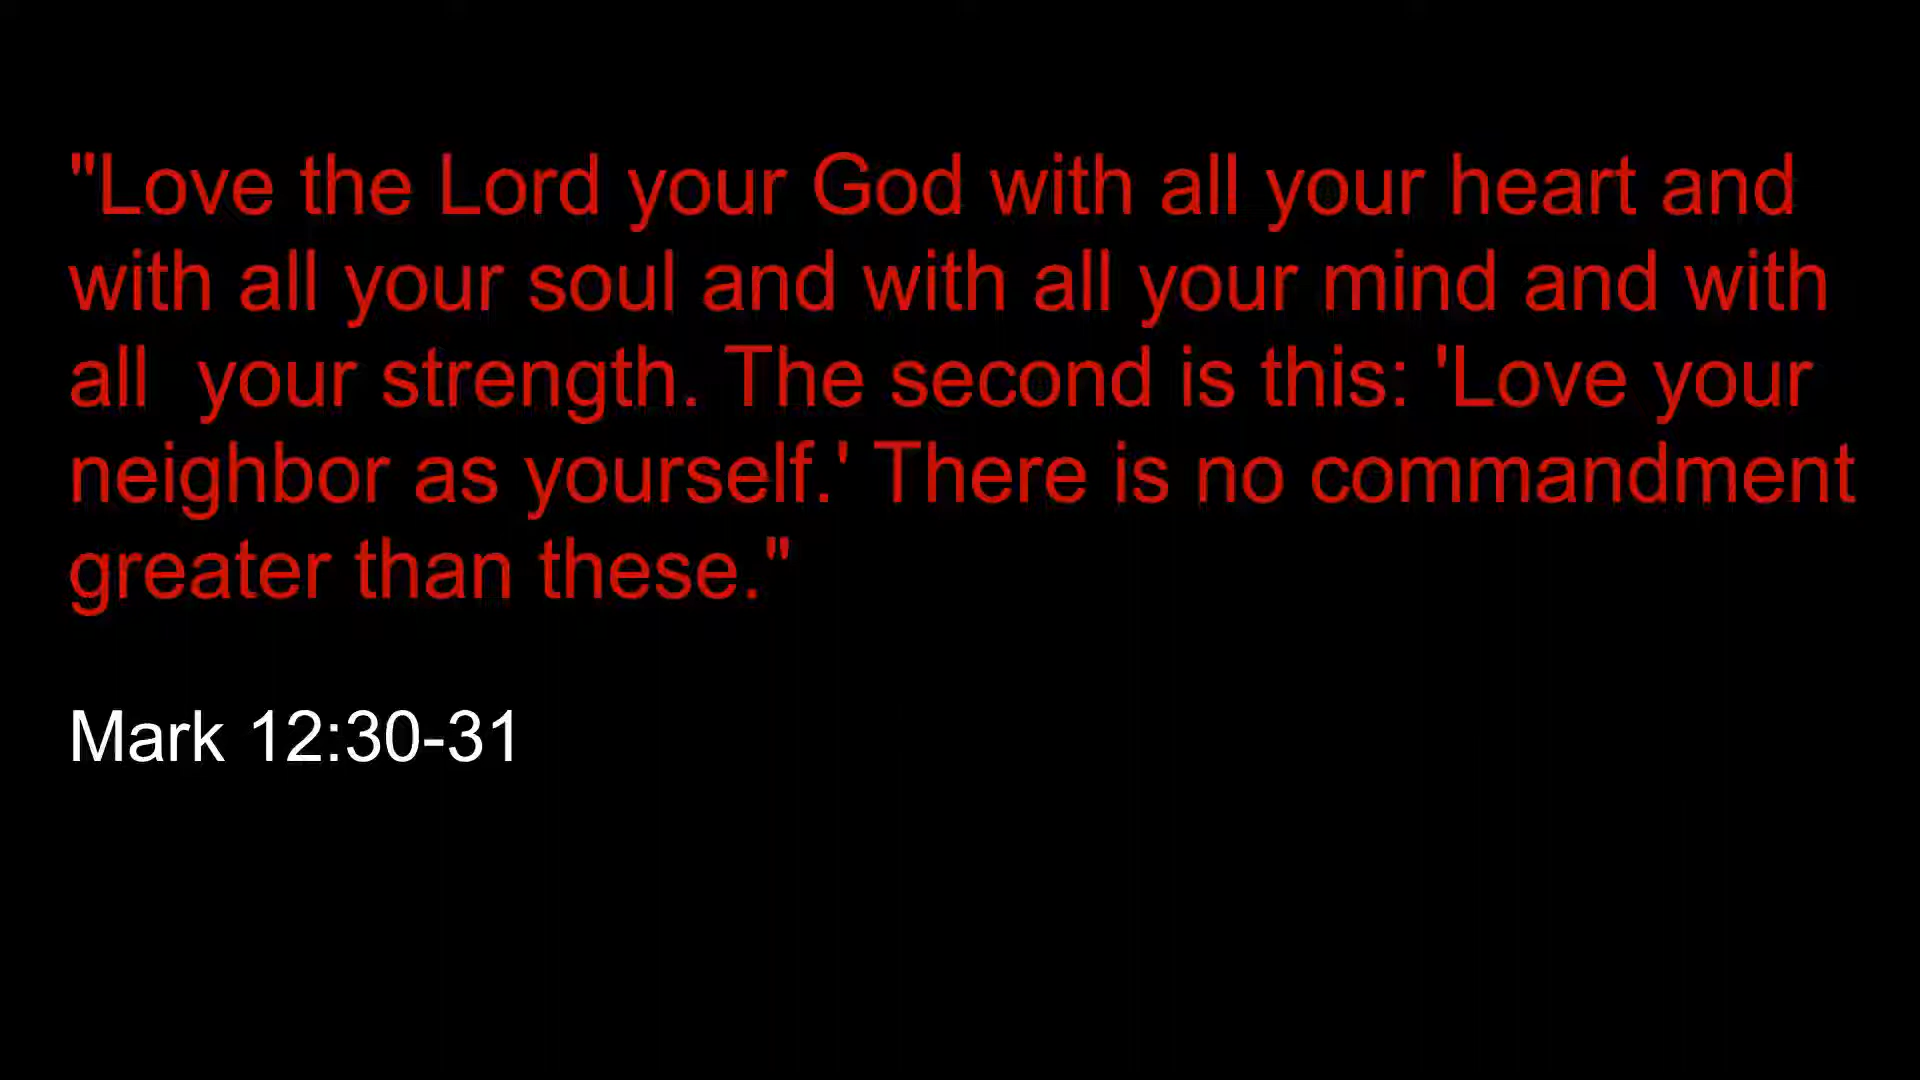 "Love the Lord your God with all your heart and
with all your soul and with all your mind and with
all  your strength. The second is this: 'Love your
neighbor as yourself.' There is no commandment
greater than these."
Mark 12:30-31